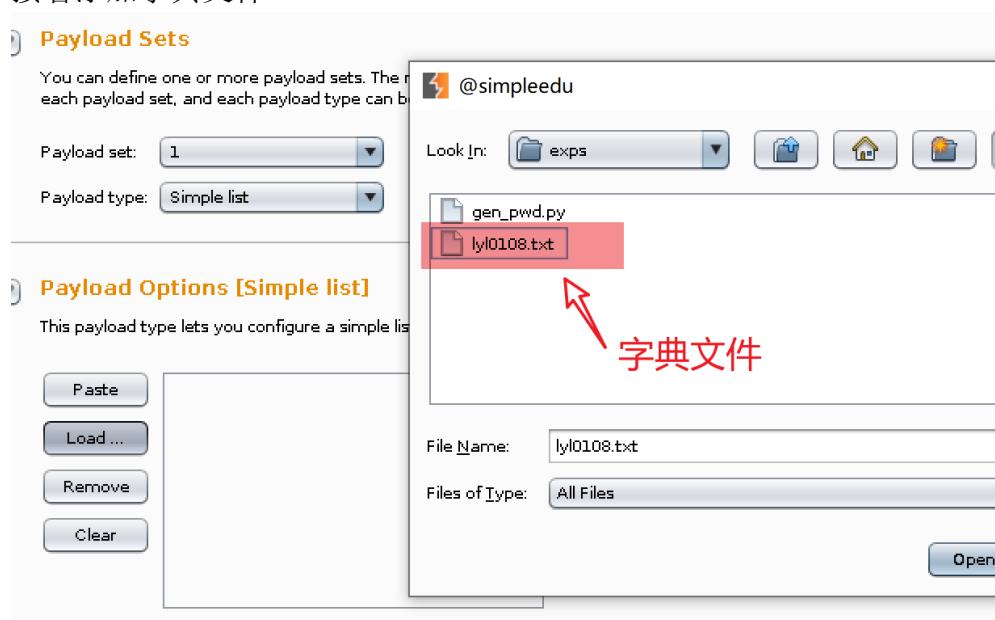 Payload Sets
You can define one or more payload sets. The
each payload set, and each payload type can b
Payload set:
1
Payload type:
Simple list
Payload Options [Simple list]
This payload type lets you configure a simple lis
Paste
Load ...
Remove
Clear
@simpleedu
Look In:
exps
gen_pwd.py
lyl0108.txt
字典文件
File Name:
lyl0108.txt
Files of Type:
All Files
Open